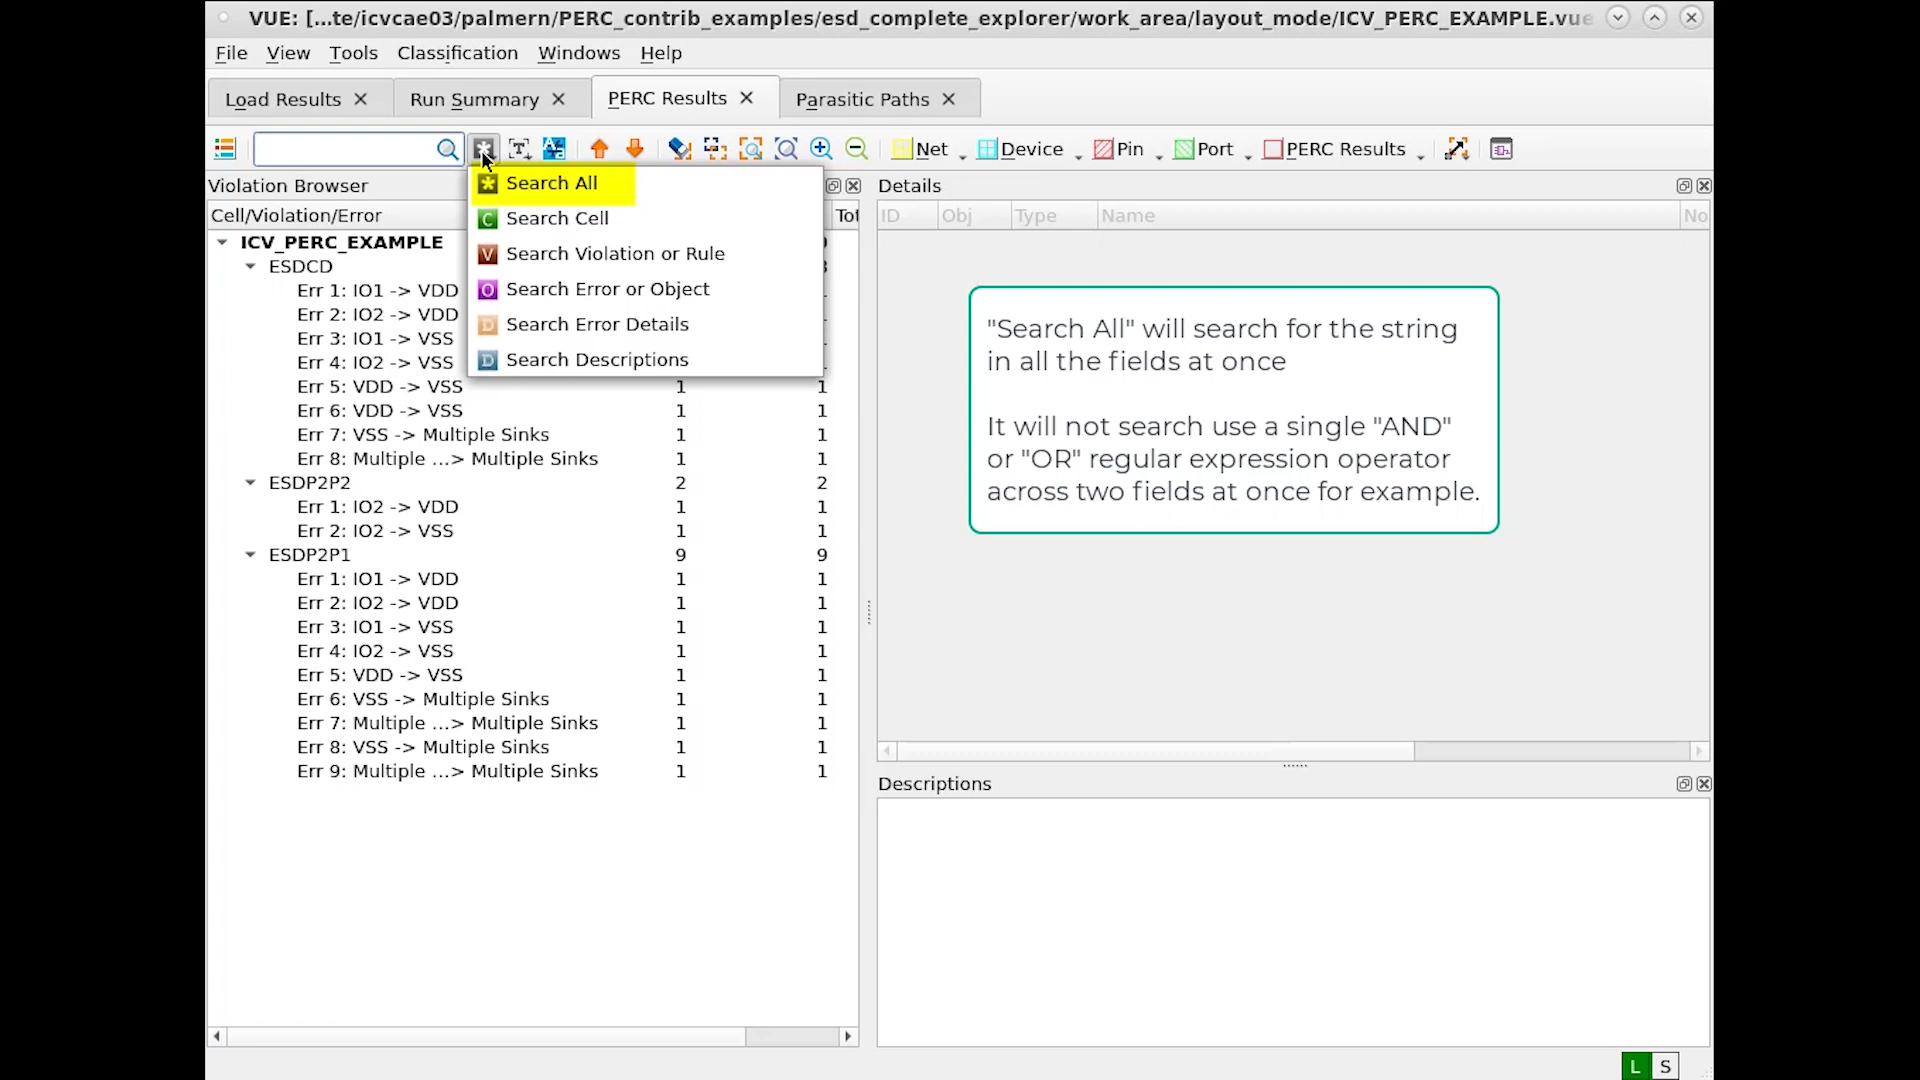 VUE: [...te/icvcae03/palmern/PERC_contrib_examples/esd_complete_explorer/work_area/layout_mode/ICV_PERC_EXAMPLE.vue
File View Tools Classification Windows Help
Load Results Run Summary PERC Results Parasitic Paths
Net Device Pin Port PERC Results
Violation Browser
Cell/Violation/Error Tot
Search All
Search Cell
Search Violation or Rule
Search Error or Object
Search Error Details
Search Descriptions
ICV_PERC_EXAMPLE
ESDCD
Err 1: IO1 -> VDD
Err 2: IO2 -> VDD
Err 3: IO1 -> VSS
Err 4: IO2 -> VSS
Err 5: VDD -> VSS 1 1
Err 6: VDD -> VSS 1 1
Err 7: VSS -> Multiple Sinks 1 1
Err 8: Multiple ...> Multiple Sinks 1 1
ESDP2P2 2 2
Err 1: IO2 -> VDD 1 1
Err 2: IO2 -> VSS 1 1
ESDP2P1 9 9
Err 1: IO1 -> VDD 1 1
Err 2: IO2 -> VDD 1 1
Err 3: IO1 -> VSS 1 1
Err 4: IO2 -> VSS 1 1
Err 5: VDD -> VSS 1 1
Err 6: VSS -> Multiple Sinks 1 1
Err 7: Multiple ...> Multiple Sinks 1 1
Err 8: VSS -> Multiple Sinks 1 1
Err 9: Multiple ...> Multiple Sinks 1 1
Details
ID Obj Type Name No
"Search All" will search for the string
in all the fields at once
It will not search use a single "AND"
or "OR" regular expression operator
across two fields at once for example.
Descriptions
L S